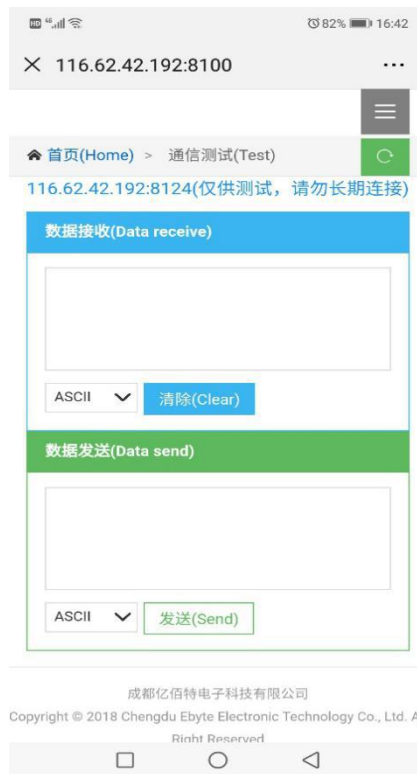 HD 46 82% 16:42
116.62.42.192:8100
首页(Home) > 通信测试(Test)
116.62.42.192:8124(仅供测试，请勿长期连接)
数据接收(Data receive)
ASCII 清除(Clear)
数据发送(Data send)
ASCII 发送(Send)
成都亿佰特电子科技有限公司
Copyright © 2018 Chengdu Ebyte Electronic Technology Co., Ltd. A
Right Reserved